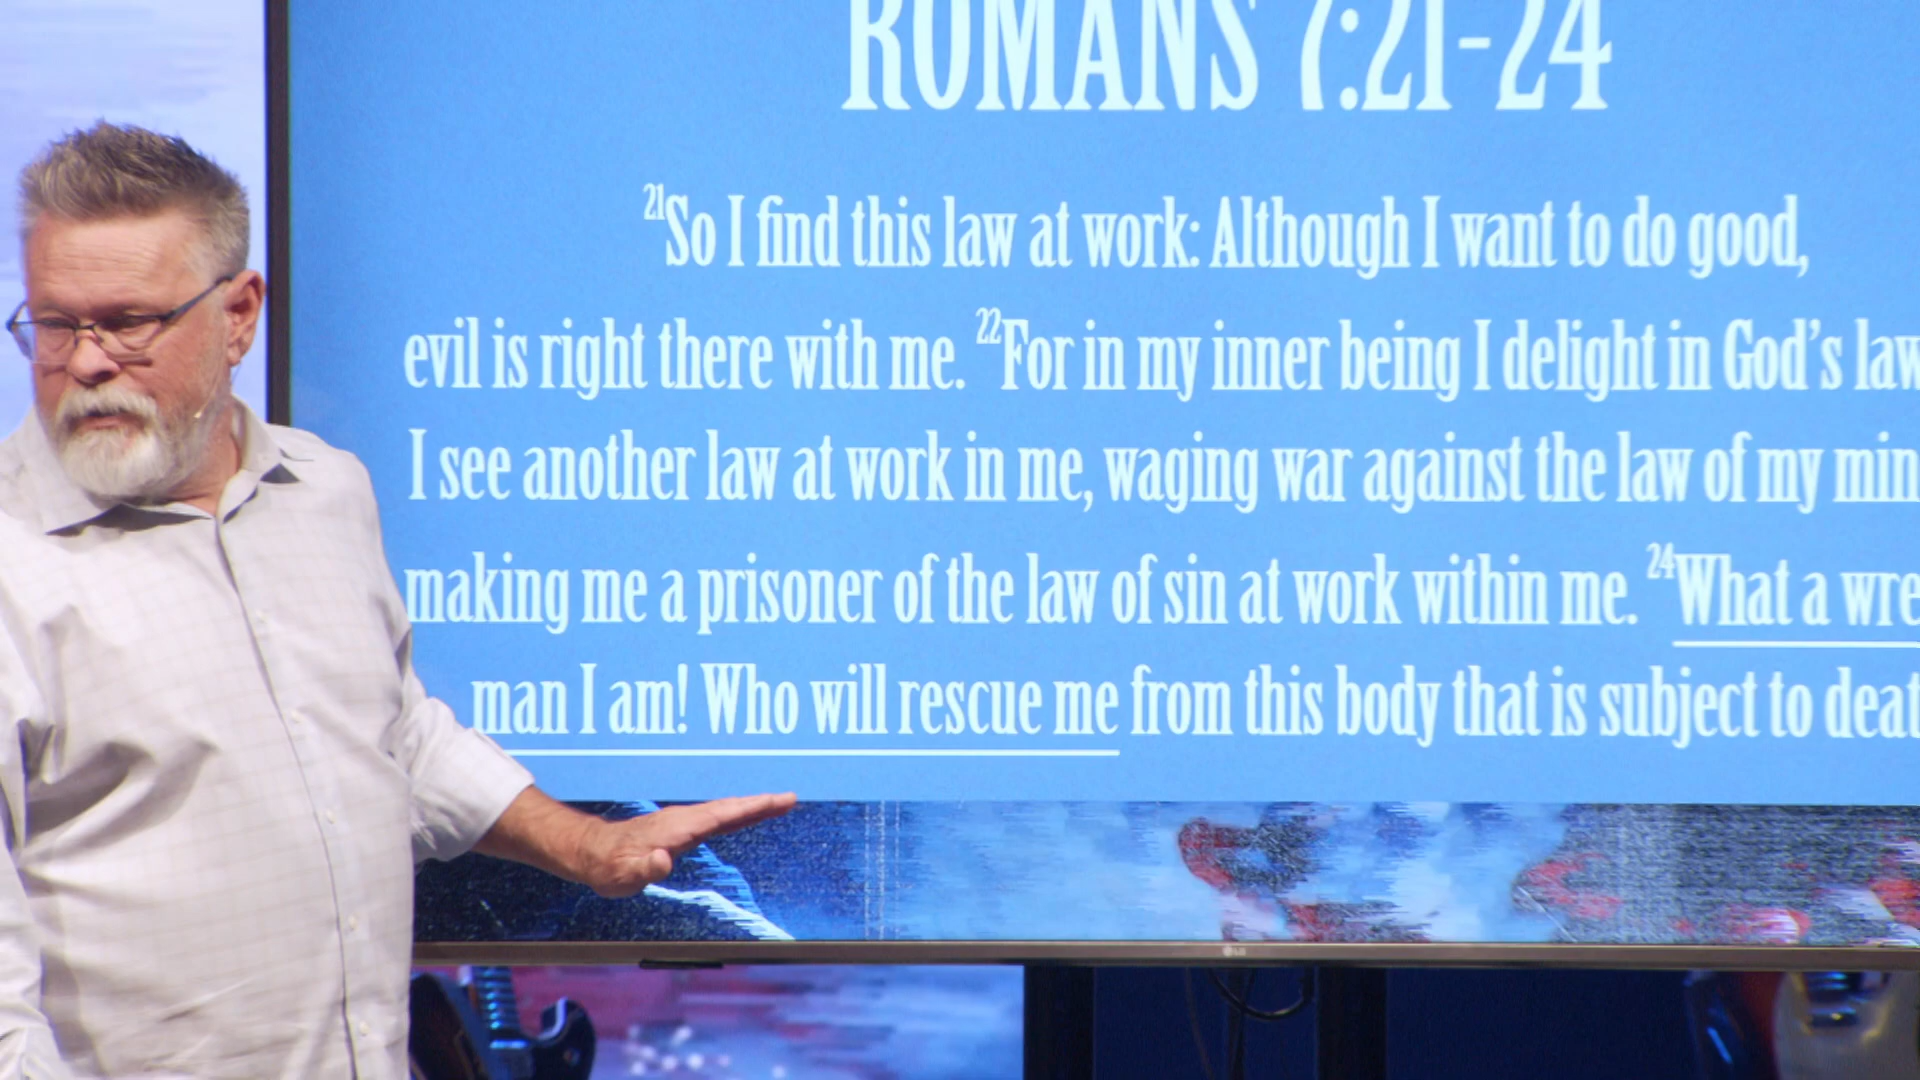 ROMANS 7:21-24
21So I find this law at work: Although I want to do good,
evil is right there with me. 22For in my inner being I delight in God's law
I see another law at work in me, waging war against the law of my min
making me a prisoner of the law of sin at work within me. 24What a wre
man I am! Who will rescue me from this body that is subject to deat
LG